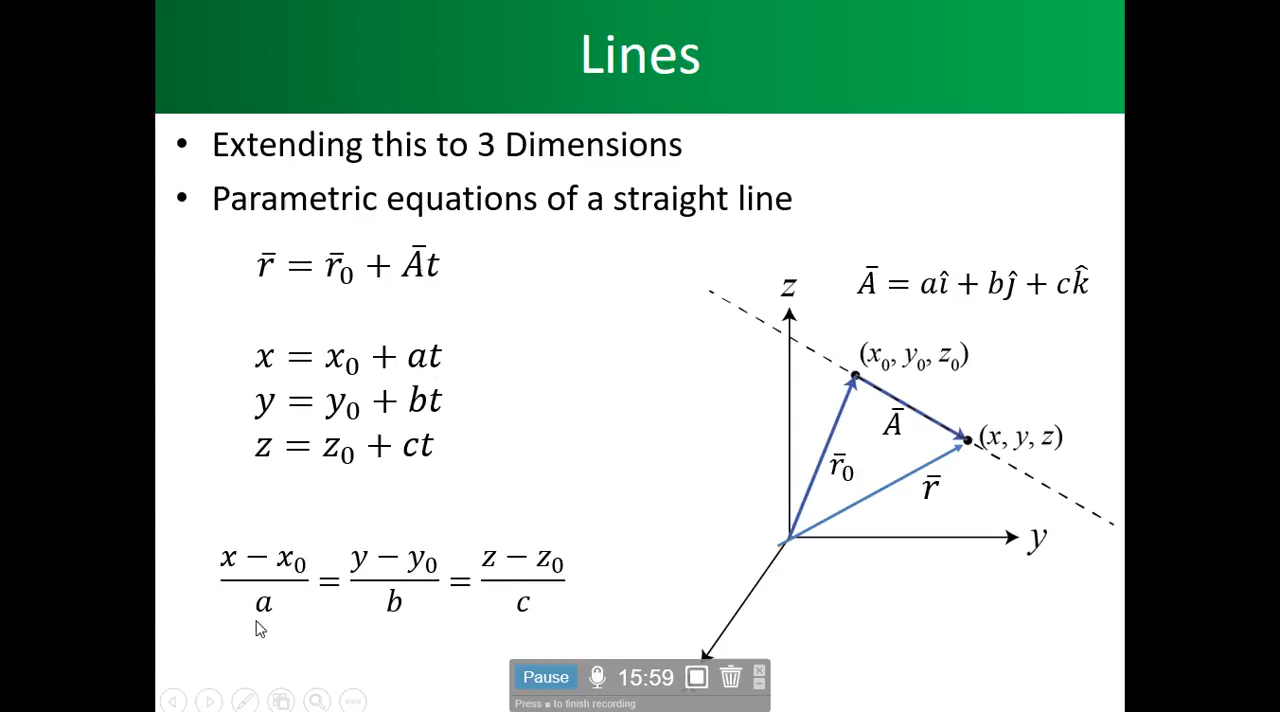 Lines
• Extending this to 3 Dimensions
• Parametric equations of a straight line
r̄ = r̄₀ + Āt
x = x₀ + at
y = y₀ + bt
z = z₀ + ct
(x − x₀)/a = (y − y₀)/b = (z − z₀)/c
Ā = aî + bĵ + ck̂
z
(x₀, y₀, z₀)
Ā
(x, y, z)
r̄₀
r̄
y
Pause 15:59
Press ■ to finish recording